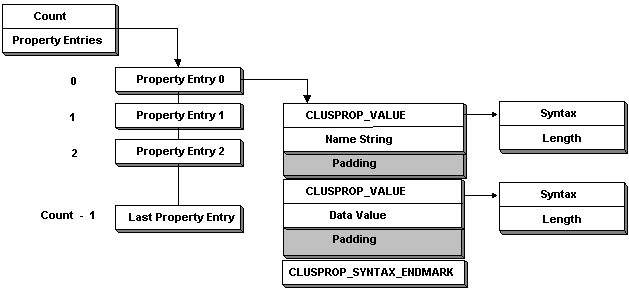 Count
Property Entries
0
Property Entry 0
1
Property Entry 1
2
Property Entry 2
Count - 1
Last Property Entry
CLUSPROP_VALUE
Name String
Padding
Syntax
Length
CLUSPROP_VALUE
Data Value
Padding
Syntax
Length
CLUSPROP_SYNTAX_ENDMARK